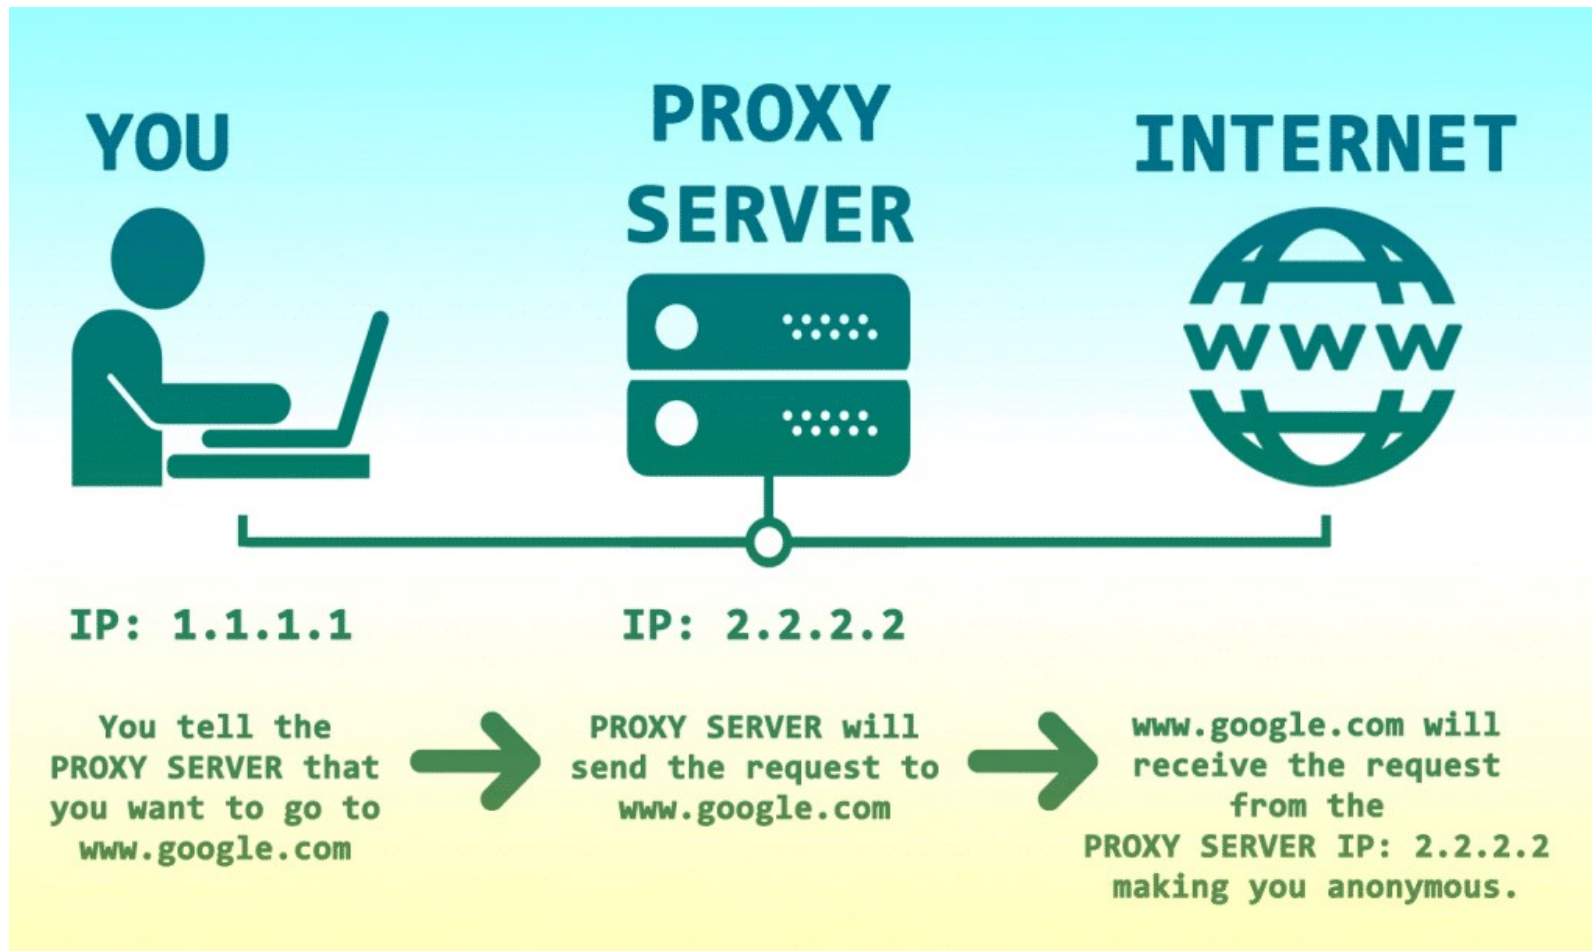 YOU
PROXY
SERVER
INTERNET
www
IP: 1.1.1.1
IP: 2.2.2.2
You tell the
PROXY SERVER that
you want to go to
www.google.com
PROXY SERVER will
send the request to
www.google.com
www.google.com will
receive the request
from the
PROXY SERVER IP: 2.2.2.2
making you anonymous.